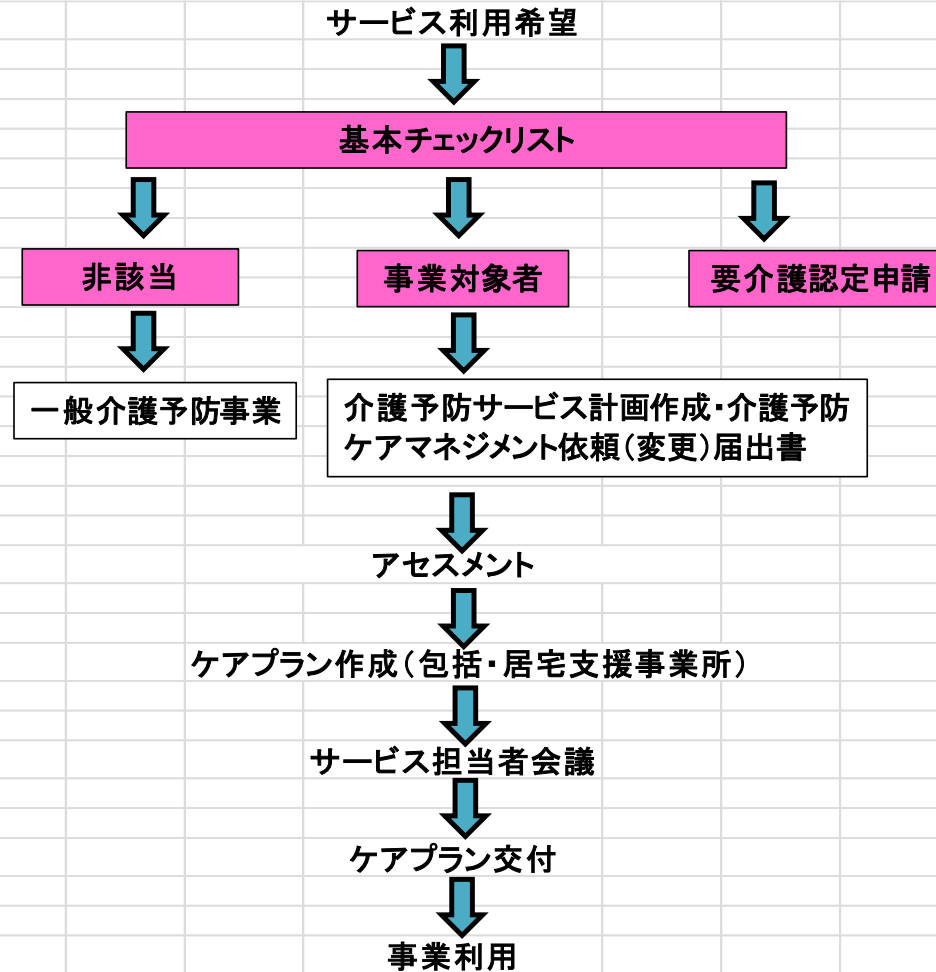 サービス利用希望
基本チェックリスト
非該当
事業対象者
要介護認定申請
一般介護予防事業
介護予防サービス計画作成・介護予防
ケアマネジメント依頼（変更）届出書
アセスメント
ケアプラン作成（包括・居宅支援事業所）
サービス担当者会議
ケアプラン交付
事業利用